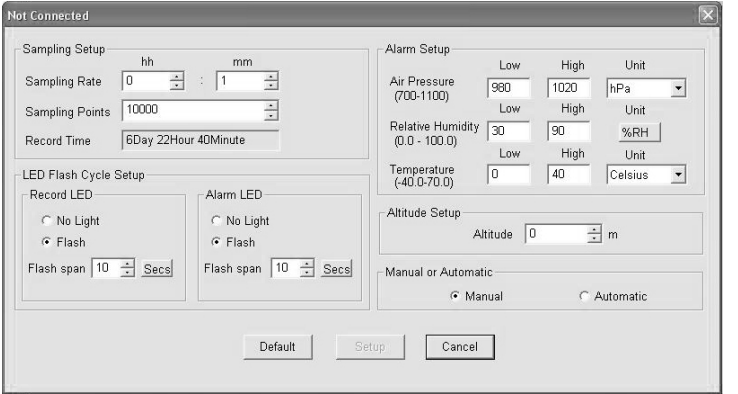 Not Connected
Sampling Setup
hh mm
Sampling Rate 0 : 1
Sampling Points 10000
Record Time 6Day 22Hour 40Minute
LED Flash Cycle Setup
Record LED
No Light
Flash
Flash span 10 Secs
Alarm LED
No Light
Flash
Flash span 10 Secs
Alarm Setup
Low High Unit
Air Pressure 980 1020 hPa
(700-1100)
Low High Unit
Relative Humidity 30 90 %RH
(0.0 - 100.0)
Low High Unit
Temperature 0 40 Celsius
(-40.0-70.0)
Altitude Setup
Altitude 0 m
Manual or Automatic
Manual Automatic
Default Setup Cancel